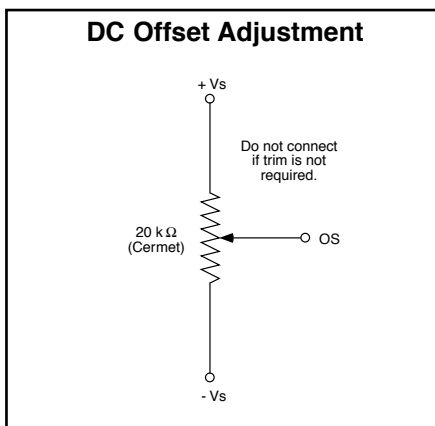 DC Offset Adjustment
+ Vs
Do not connect
if trim is not
required.
20 k Ω
(Cermet)
OS
- Vs